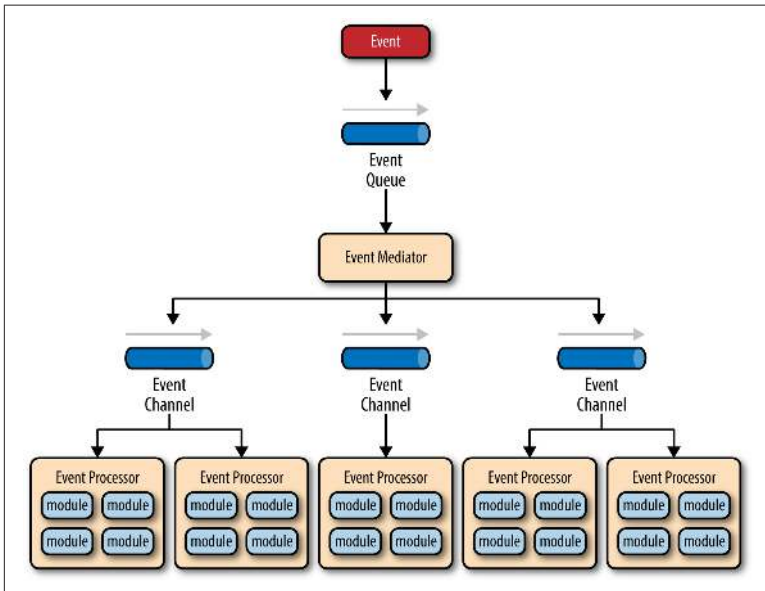 Event
Event
Queue
Event Mediator
Event
Channel
Event
Channel
Event
Channel
Event Processor
module module
module module
Event Processor
module module
module module
Event Processor
module module
module module
Event Processor
module module
module module
Event Processor
module module
module module